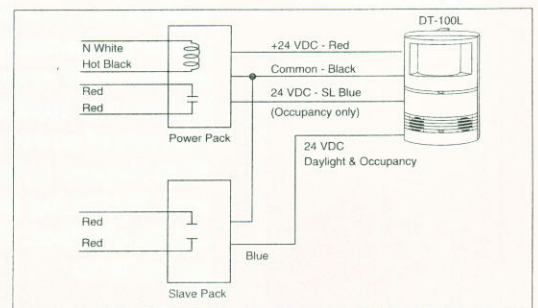 DT-100L
N White
Hot Black
Red
Red
+24 VDC - Red
Common - Black
24 VDC - SL Blue
(Occupancy only)
Power Pack
24 VDC
Daylight & Occupancy
Red
Red
Blue
Slave Pack